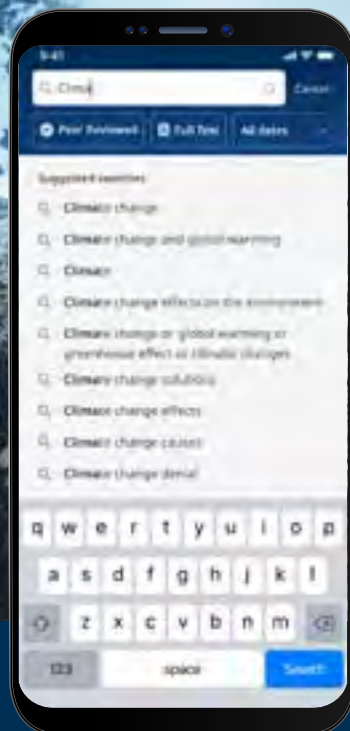 9:41
Clima
Cancel
Peer Reviewed
Full Text
All dates
Suggested searches
Climate change
Climate change and global warming
Climate
Climate change effects on the environment
Climate change or global warming or
greenhouse effect or climatic changes
Climate change solutions
Climate change effects
Climate change causes
Climate change denial
q w e r t y u i o p
a s d f g h j k l
z x c v b n m
123
space
Search